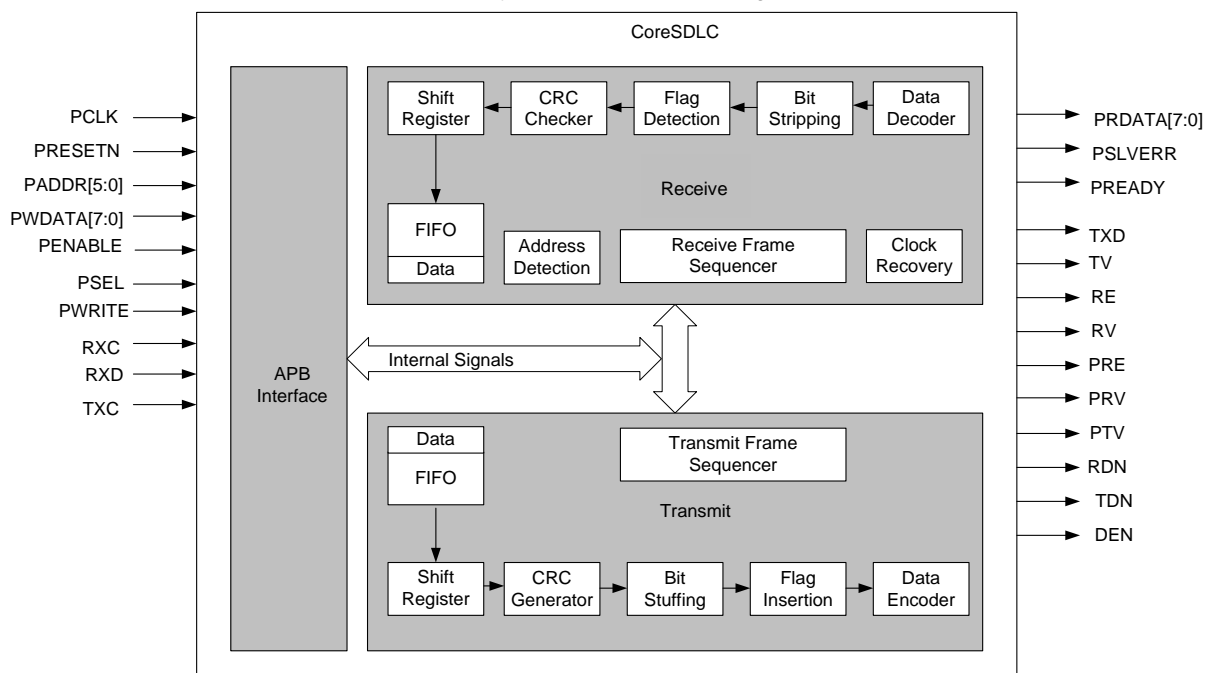 CoreSDLC
PCLK
PRESETN
PADDR[5:0]
PWDATA[7:0]
PENABLE
PSEL
PWRITE
RXC
RXD
TXC
APB
Interface
Shift
Register
CRC
Checker
Flag
Detection
Bit
Stripping
Data
Decoder
Receive
FIFO
Data
Address
Detection
Receive Frame
Sequencer
Clock
Recovery
Internal Signals
Data
FIFO
Transmit Frame
Sequencer
Transmit
Shift
Register
CRC
Generator
Bit
Stuffing
Flag
Insertion
Data
Encoder
PRDATA[7:0]
PSLVERR
PREADY
TXD
TV
RE
RV
PRE
PRV
PTV
RDN
TDN
DEN